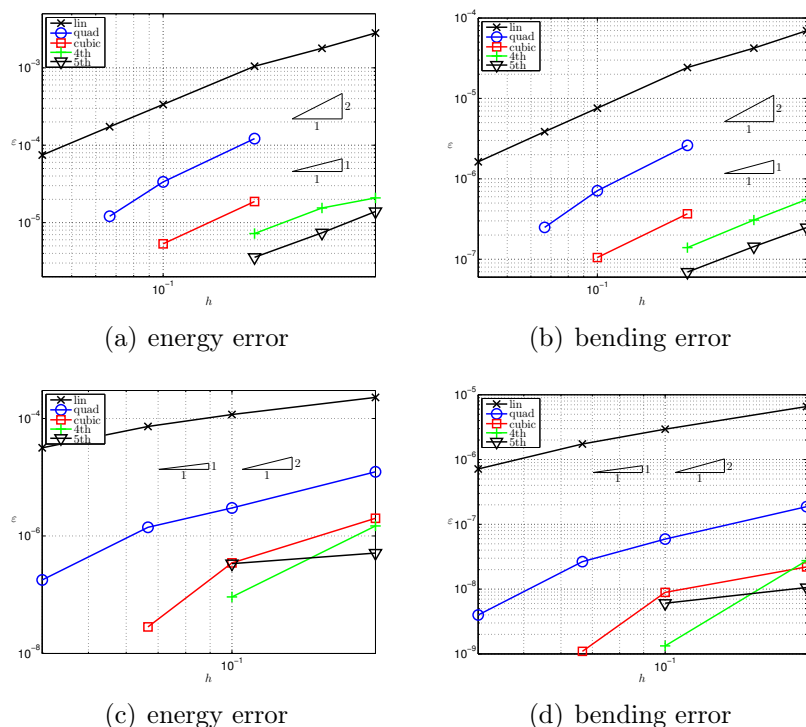 lin
quad
cubic
4th
5th
10⁻³
10⁻⁴
10⁻⁵
ε
10⁻¹
h
2
1
1
1
(a) energy error
lin
quad
cubic
4th
5th
10⁻⁴
10⁻⁵
10⁻⁶
10⁻⁷
ε
10⁻¹
h
2
1
1
1
(b) bending error
lin
quad
cubic
4th
5th
10⁻⁴
10⁻⁶
10⁻⁸
ε
10⁻¹
h
1
1
2
1
(c) energy error
lin
quad
cubic
4th
5th
10⁻⁵
10⁻⁶
10⁻⁷
10⁻⁸
10⁻⁹
ε
10⁻¹
h
1
1
2
1
(d) bending error